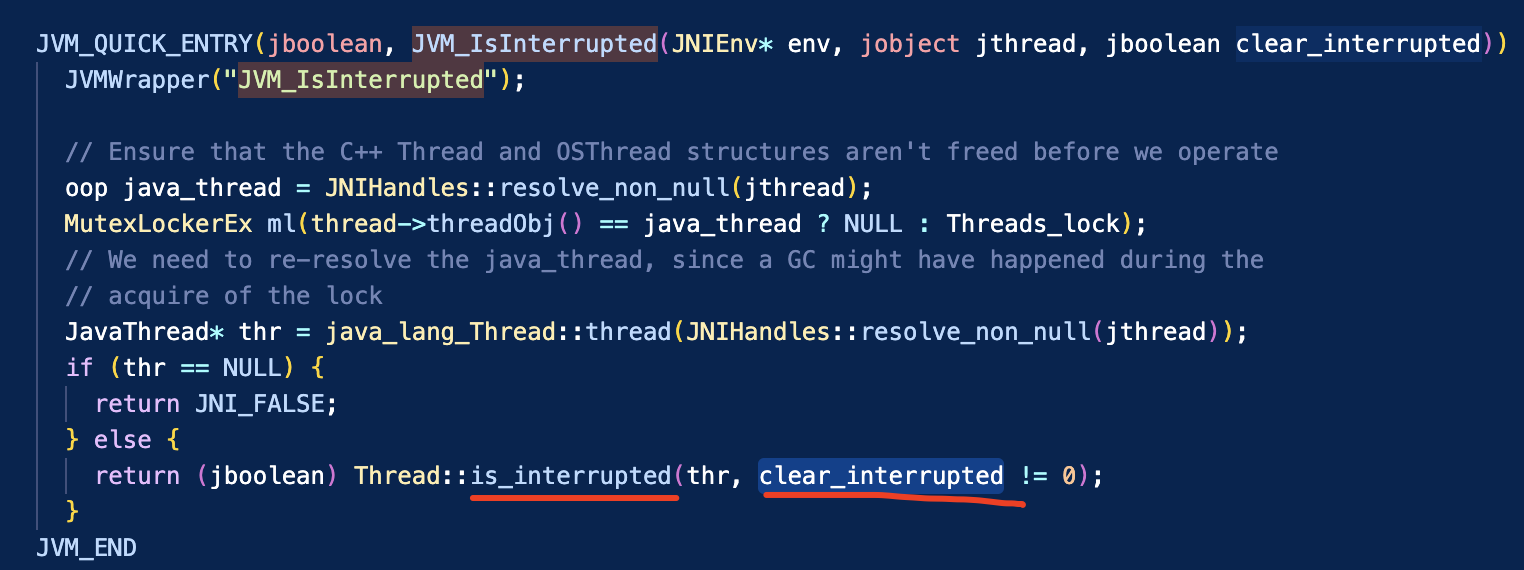 JVM_QUICK_ENTRY(jboolean, JVM_IsInterrupted(JNIEnv* env, jobject jthread, jboolean clear_interrupted))
JVMWrapper("JVM_IsInterrupted");
// Ensure that the C++ Thread and OSThread structures aren't freed before we operate
oop java_thread = JNIHandles::resolve_non_null(jthread);
MutexLockerEx ml(thread->threadObj() == java_thread ? NULL : Threads_lock);
// We need to re-resolve the java_thread, since a GC might have happened during the
// acquire of the lock
JavaThread* thr = java_lang_Thread::thread(JNIHandles::resolve_non_null(jthread));
if (thr == NULL) {
return JNI_FALSE;
} else {
return (jboolean) Thread::is_interrupted(thr, clear_interrupted != 0);
}
JVM_END